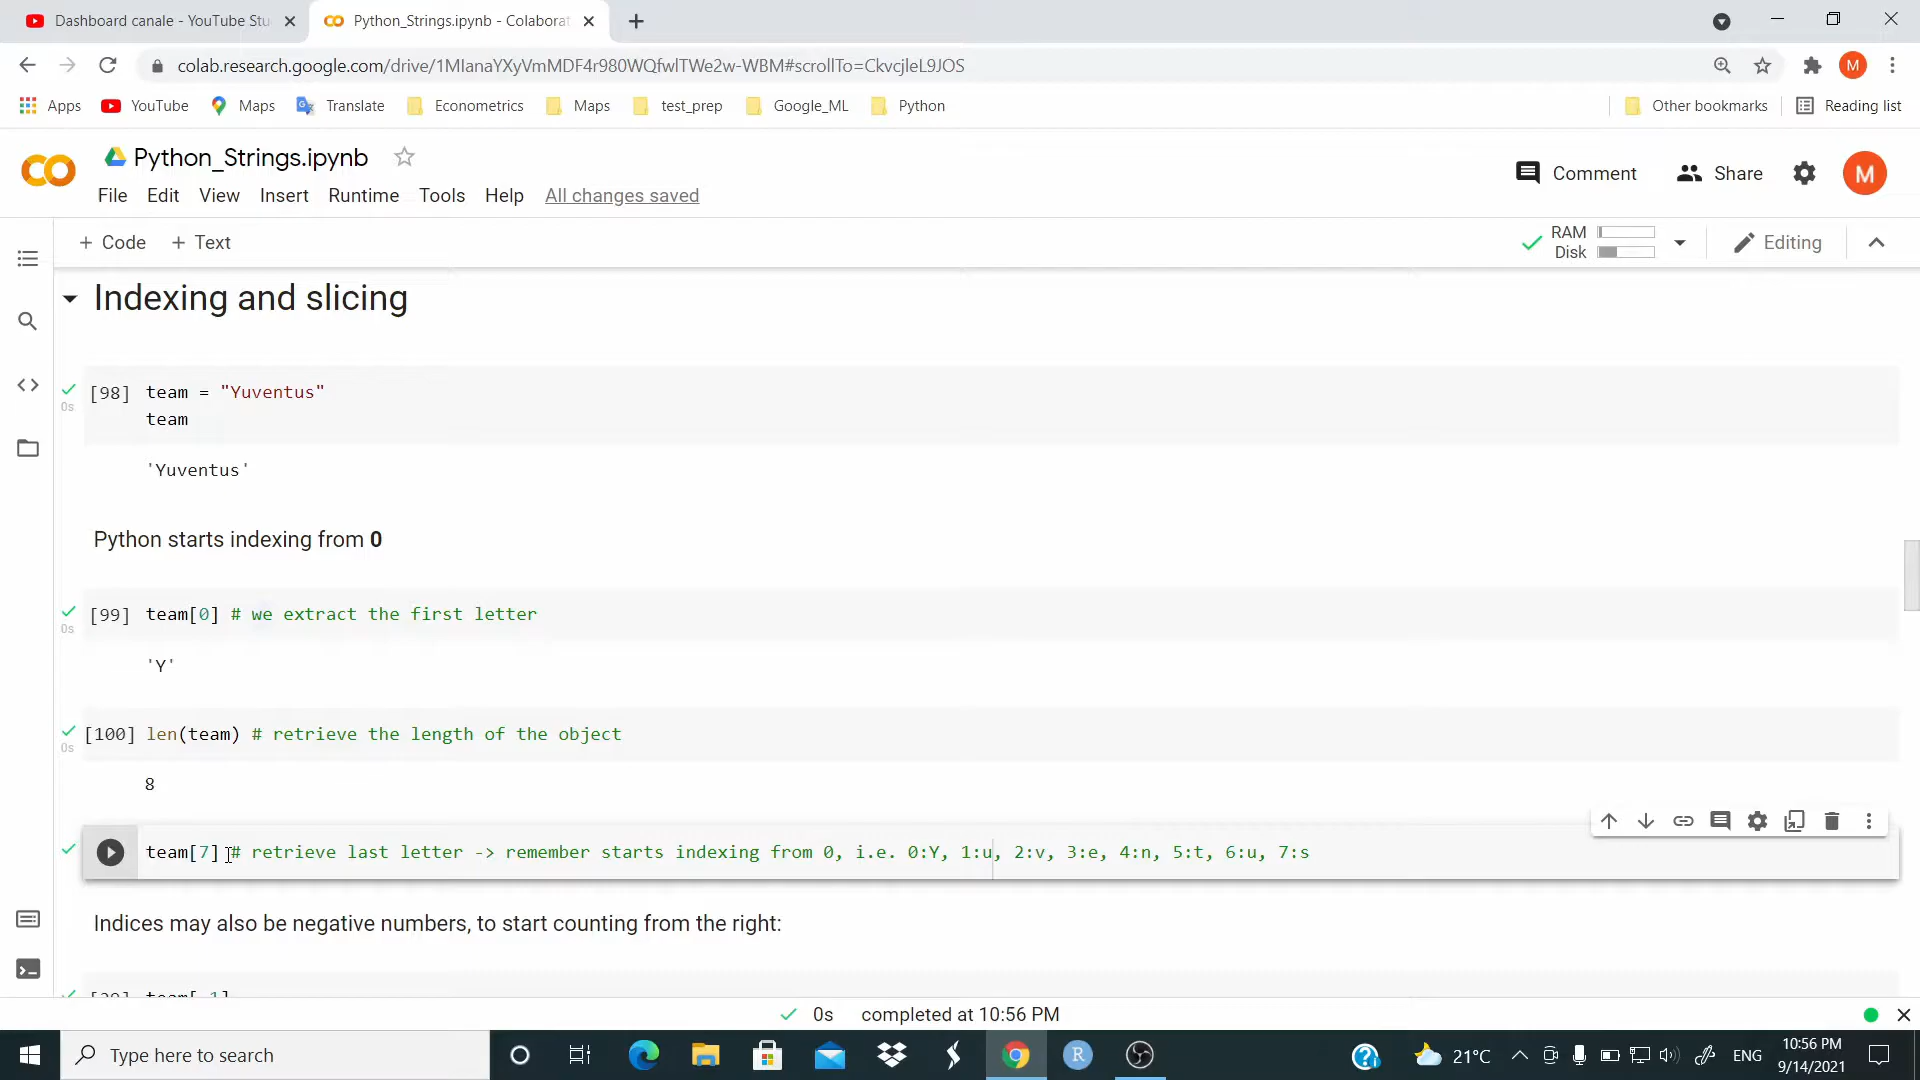 Dashboard canale - YouTube Stu
Python_Strings.ipynb - Colaborat
colab.research.google.com/drive/1MIanaYXyVmMDF4r980WQfwlTWe2w-WBM#scrollTo=CkvcjleL9JOS
M
Apps YouTube Maps Translate Econometrics Maps test_prep Google_ML Python Other bookmarks Reading list
Python_Strings.ipynb
Comment Share M
File Edit View Insert Runtime Tools Help All changes saved
+ Code + Text
RAM
Disk
Editing
Indexing and slicing
[98] team = "Yuventus"
0s
team
'Yuventus'
Python starts indexing from 0
[99] team[0] # we extract the first letter
0s
'Y'
[100] len(team) # retrieve the length of the object
0s
8
team[7] # retrieve last letter -> remember starts indexing from 0, i.e. 0:Y, 1:u, 2:v, 3:e, 4:n, 5:t, 6:u, 7:s
Indices may also be negative numbers, to start counting from the right:
0s completed at 10:56 PM
Type here to search
R
21°C
ENG
10:56 PM
9/14/2021